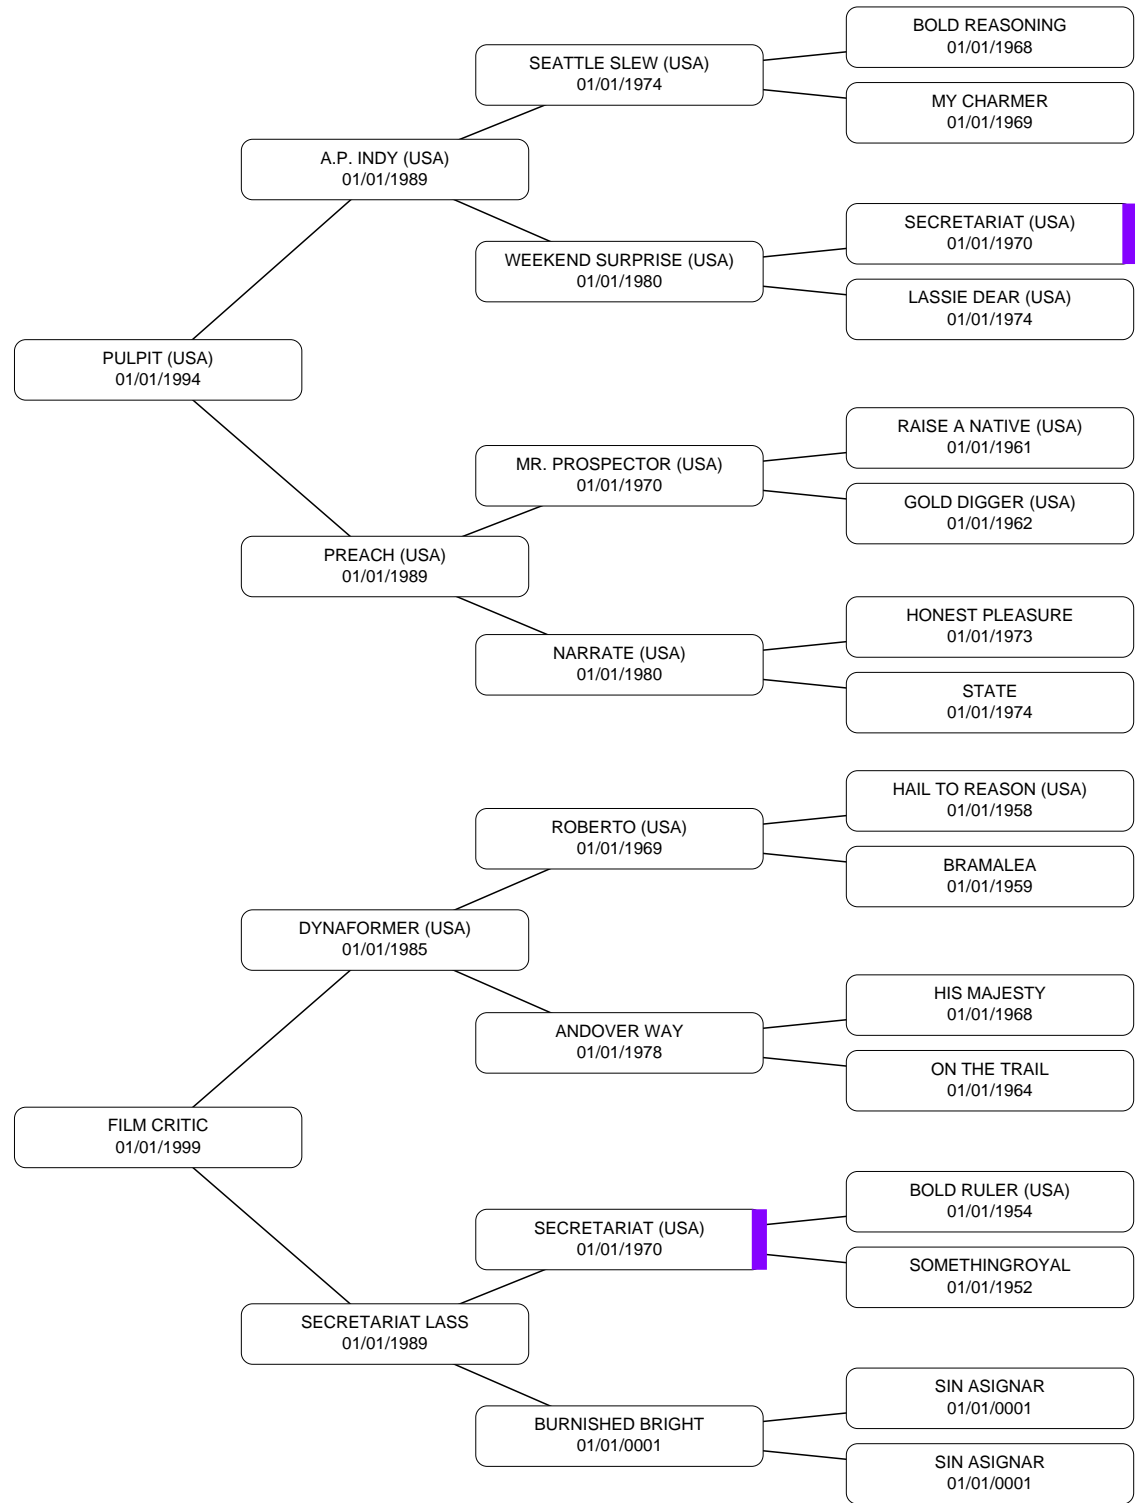 BOLD REASONING
01/01/1968
SEATTLE SLEW (USA)
01/01/1974
MY CHARMER
01/01/1969
A.P. INDY (USA)
01/01/1989
SECRETARIAT (USA)
01/01/1970
WEEKEND SURPRISE (USA)
01/01/1980
LASSIE DEAR (USA)
01/01/1974
PULPIT (USA)
01/01/1994
RAISE A NATIVE (USA)
01/01/1961
MR. PROSPECTOR (USA)
01/01/1970
GOLD DIGGER (USA)
01/01/1962
PREACH (USA)
01/01/1989
HONEST PLEASURE
01/01/1973
NARRATE (USA)
01/01/1980
STATE
01/01/1974
HAIL TO REASON (USA)
01/01/1958
ROBERTO (USA)
01/01/1969
BRAMALEA
01/01/1959
DYNAFORMER (USA)
01/01/1985
HIS MAJESTY
01/01/1968
ANDOVER WAY
01/01/1978
ON THE TRAIL
01/01/1964
FILM CRITIC
01/01/1999
BOLD RULER (USA)
01/01/1954
SECRETARIAT (USA)
01/01/1970
SOMETHINGROYAL
01/01/1952
SECRETARIAT LASS
01/01/1989
SIN ASIGNAR
01/01/0001
BURNISHED BRIGHT
01/01/0001
SIN ASIGNAR
01/01/0001